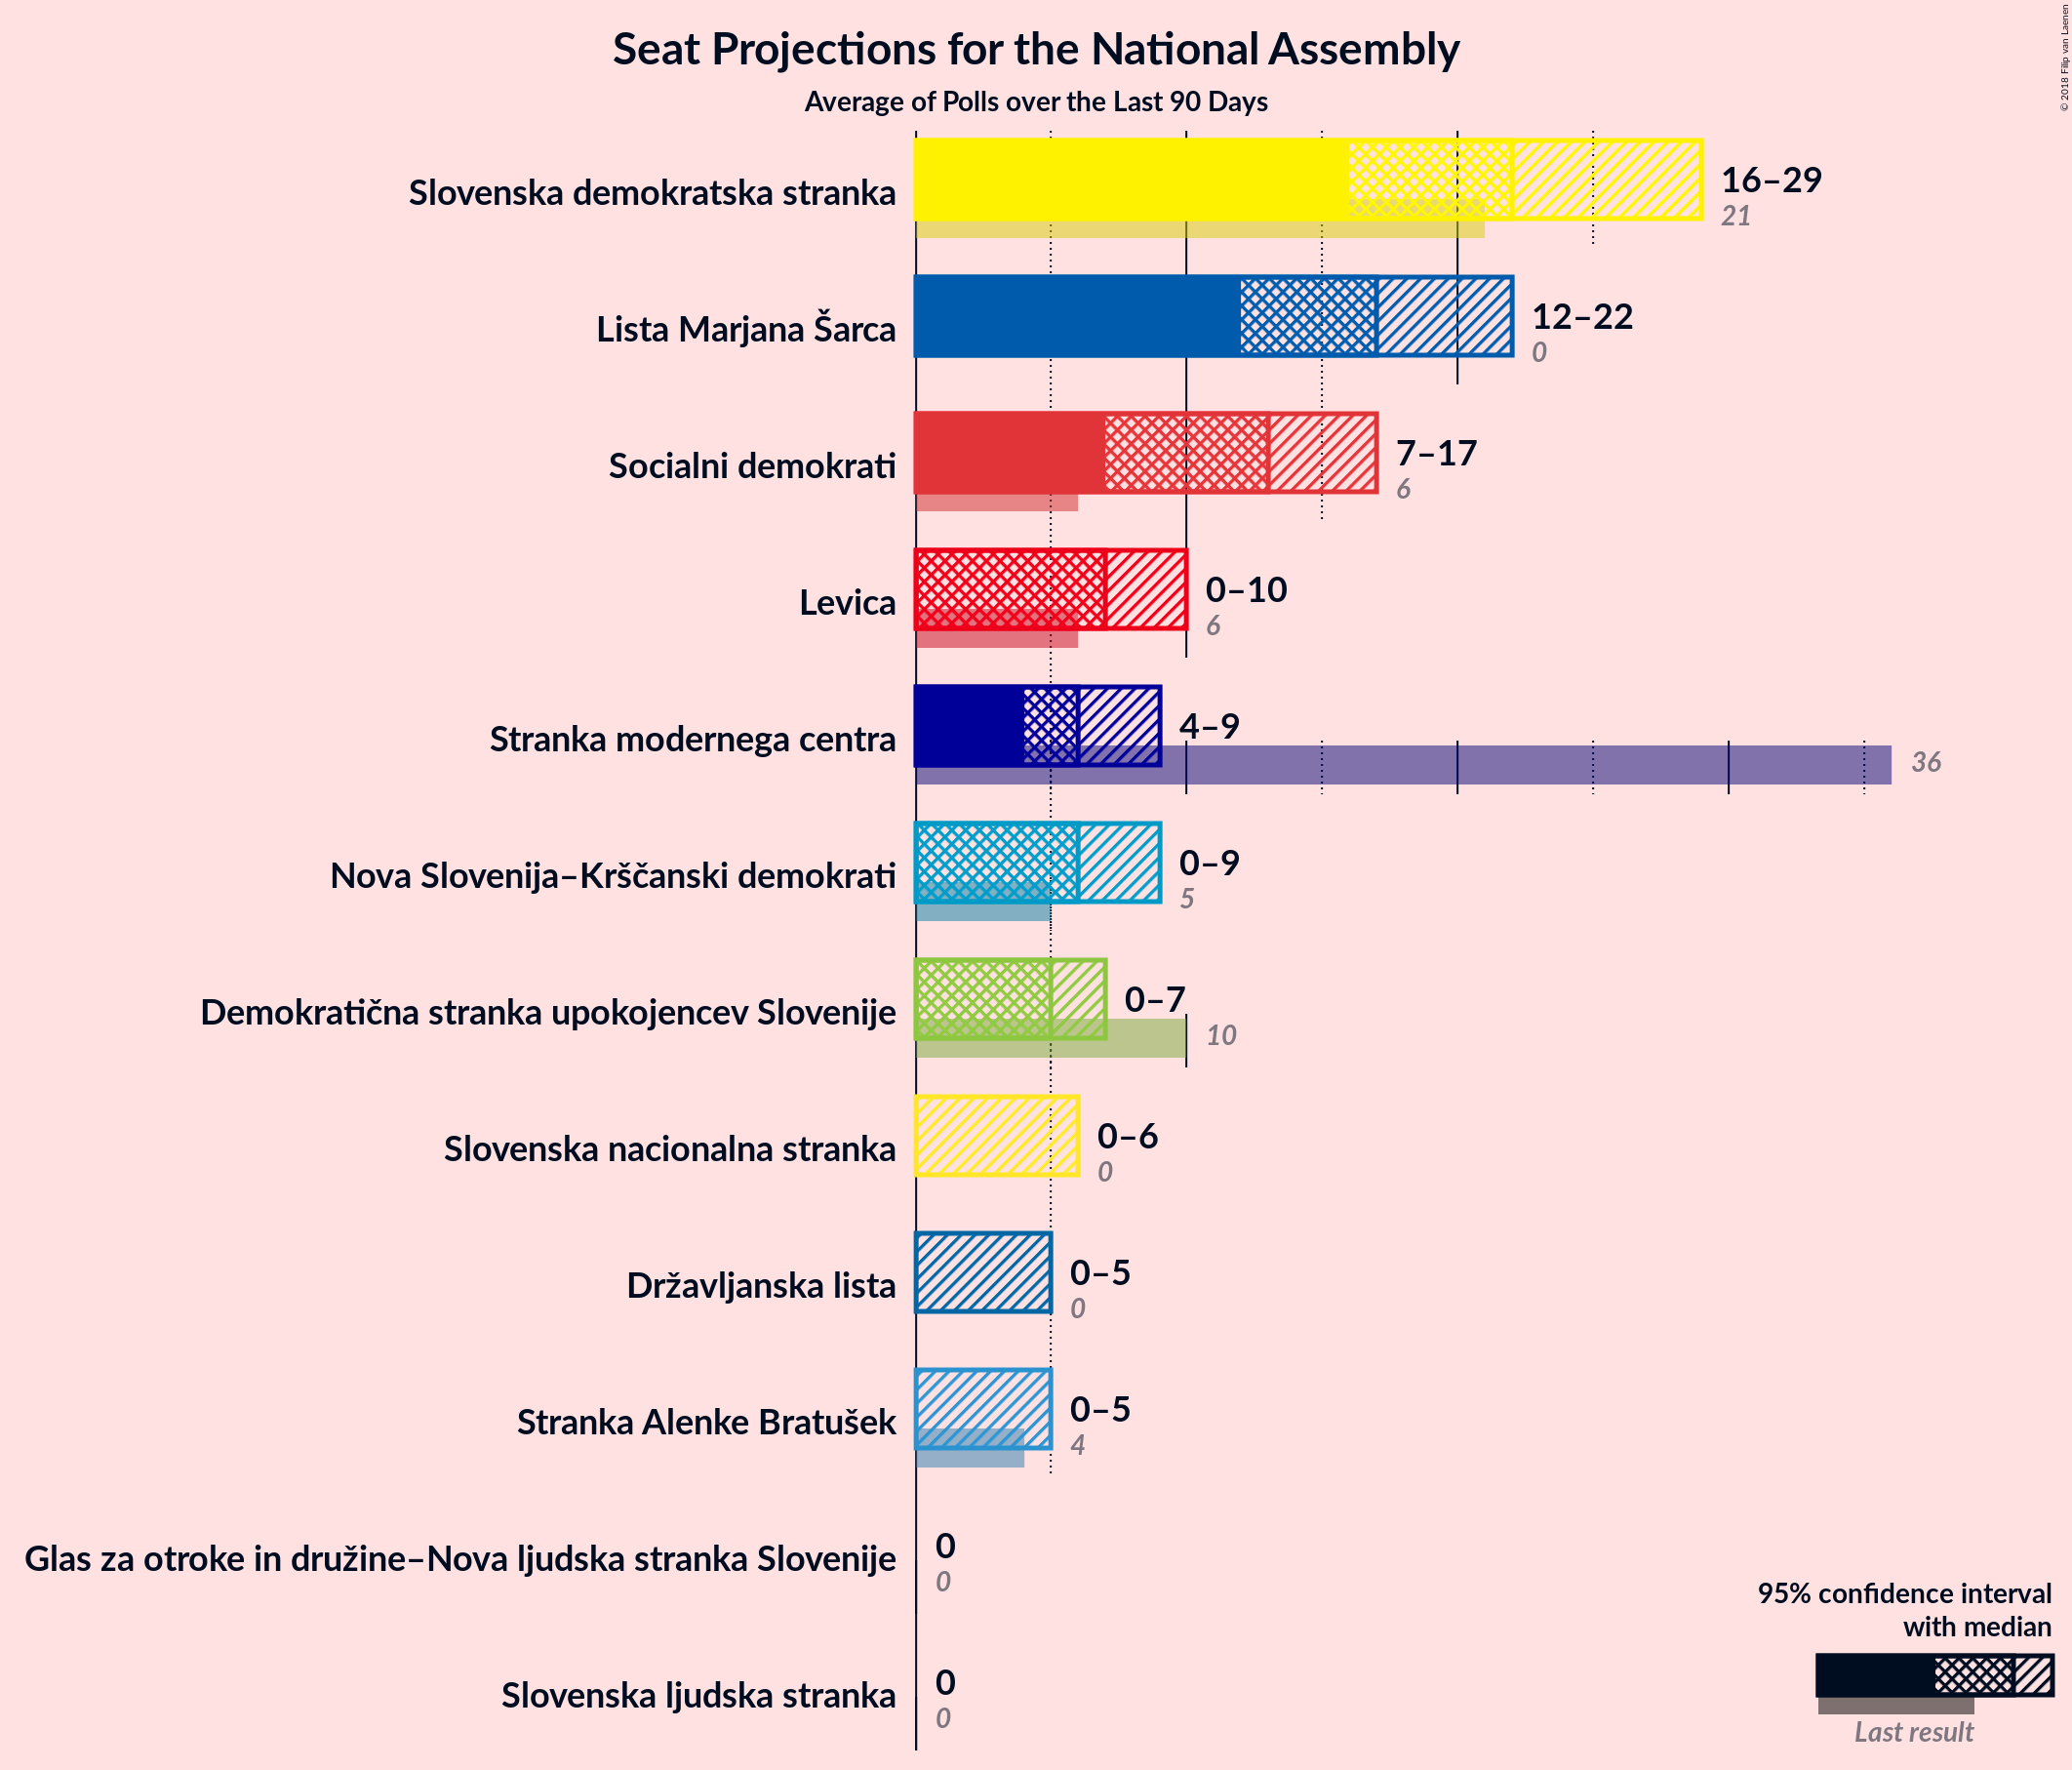 Seat Projections for the National Assembly
Average of Polls over the Last 90 Days
© 2018 Filip van Laenen
Slovenska demokratska stranka
16–29
21
Lista Marjana Šarca
12–22
0
Socialni demokrati
7–17
6
Levica
0–10
6
Stranka modernega centra
4–9
36
Nova Slovenija–Krščanski demokrati
0–9
5
Demokratična stranka upokojencev Slovenije
0–7
10
Slovenska nacionalna stranka
0–6
0
Državljanska lista
0–5
0
Stranka Alenke Bratušek
0–5
4
Glas za otroke in družine–Nova ljudska stranka Slovenije
0
0
Slovenska ljudska stranka
0
0
95% confidence interval
with median
Last result